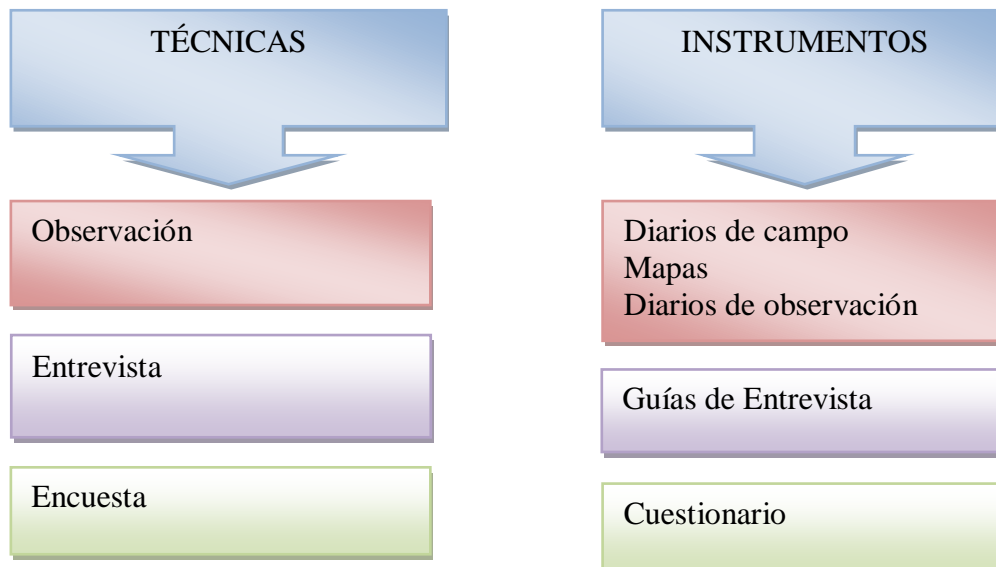 TÉCNICAS
Observación
Entrevista
Encuesta
INSTRUMENTOS
Diarios de campo
Mapas
Diarios de observación
Guías de Entrevista
Cuestionario